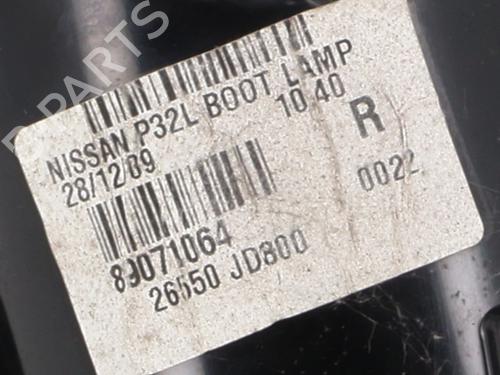 PARTS
NISSAN P32L BOOT LAMP
28/12/09 10 40
R
89071064 0022
26550 JD800